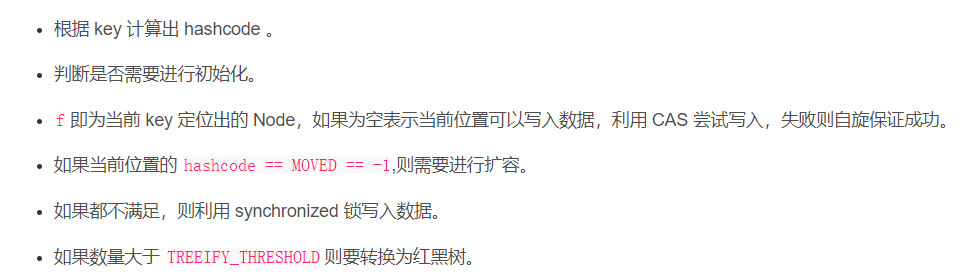 根据 key 计算出 hashcode 。
判断是否需要进行初始化。
f 即为当前 key 定位出的 Node，如果为空表示当前位置可以写入数据，利用 CAS 尝试写入，失败则自旋保证成功。
如果当前位置的 hashcode == MOVED == -1,则需要进行扩容。
如果都不满足，则利用 synchronized 锁写入数据。
如果数量大于 TREEIFY_THRESHOLD 则要转换为红黑树。